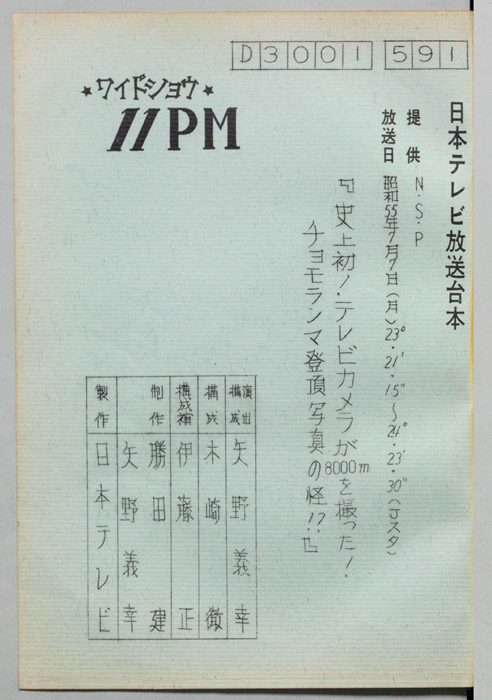 D3001 591
日本テレビ放送台本
提供 N・S・P
放送日 昭和55年7月7日(月)23°・21'・15"〜24°・23'・30"(Jスタ)
★ワイドショウ★
11PM
『史上初!・テレビカメラが8000mを撮った!・
チョモランマ登頂写真の怪!?』
演出 構成 矢野義幸
構成 木崎徹
構成補 伊藤正
制作 勝田建
矢野義幸
製作 日本テレビ